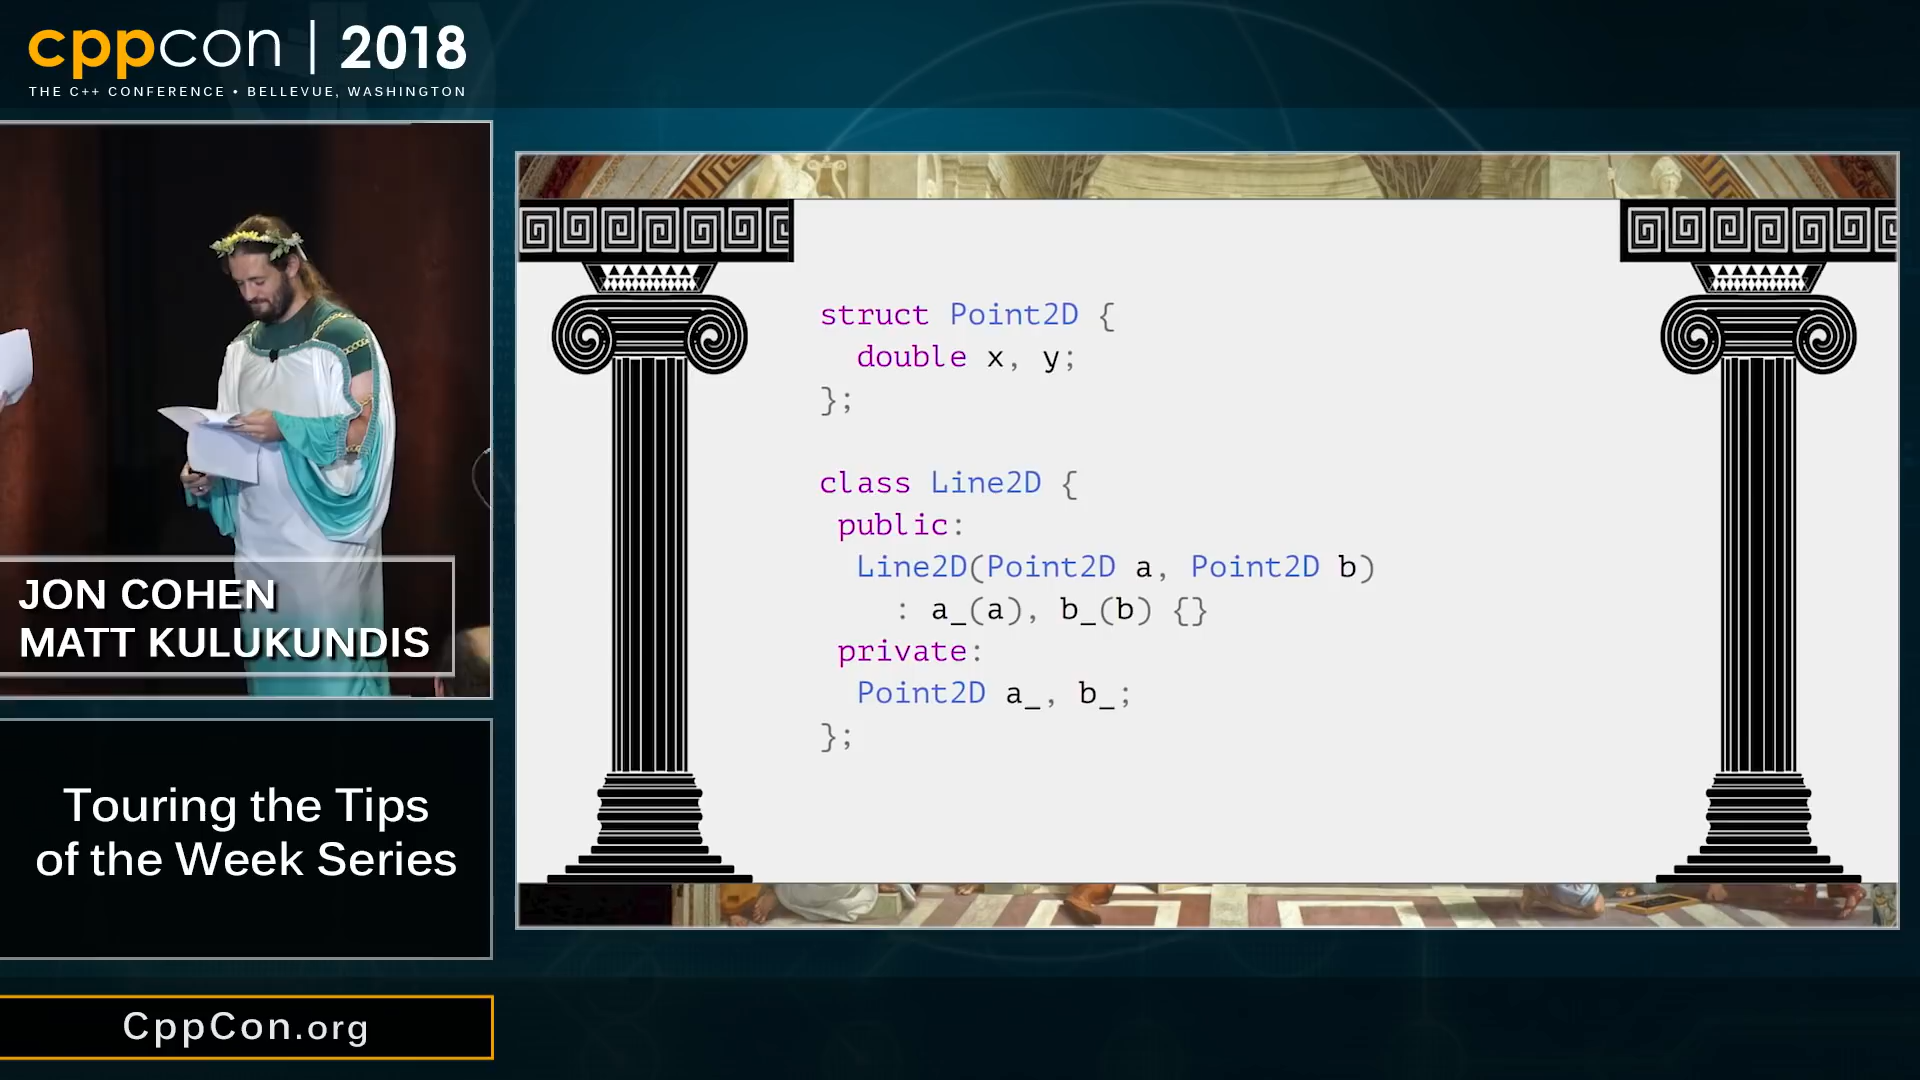 cppcon | 2018
THE C++ CONFERENCE • BELLEVUE, WASHINGTON
JON COHEN
MATT KULUKUNDIS
Touring the Tips
of the Week Series
CppCon.org
struct Point2D {
  double x, y;
};

class Line2D {
 public:
  Line2D(Point2D a, Point2D b)
    : a_(a), b_(b) {}
 private:
  Point2D a_, b_;
};